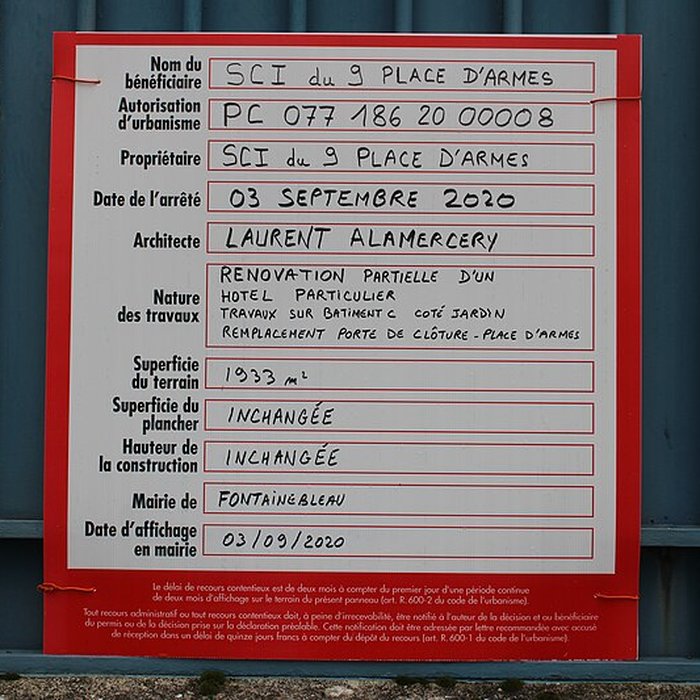 Nom du
bénéficiaire
SCI du 9 PLACE D'ARMES
Autorisation
d'urbanisme
PC 077 186 20 00008
Propriétaire
SCI du 9 PLACE D'ARMES
Date de l'arrêté
03 SEPTEMBRE 2020
Architecte
LAURENT ALAMERCERY
Nature
des travaux
RENOVATION PARTIELLE D'UN
HOTEL PARTICULIER
TRAVAUX SUR BATIMENT C COTÉ JARDIN
REMPLACEMENT PORTE DE CLÔTURE - PLACE D'ARMES
Superficie
du terrain
1933 m²
Superficie du
plancher
INCHANGÉE
Hauteur de
la construction
INCHANGÉE
Mairie de
FONTAINEBLEAU
Date d'affichage
en mairie
03/09/2020
Le délai de recours contentieux est de deux mois à compter du premier jour d'une période continue
de deux mois d'affichage sur le terrain du présent panneau (art. R. 600-2 du code de l'urbanisme).
Tout recours administratif ou tout recours contentieux doit, à peine d'irrecevabilité, être notifié à l'auteur de la décision et au bénéficiaire
du permis ou de la décision prise sur la déclaration préalable. Cette notification doit être adressée par lettre recommandée avec accusé
de réception dans un délai de quinze jours francs à compter du dépôt du recours (art. R. 600-1 du code de l'urbanisme).